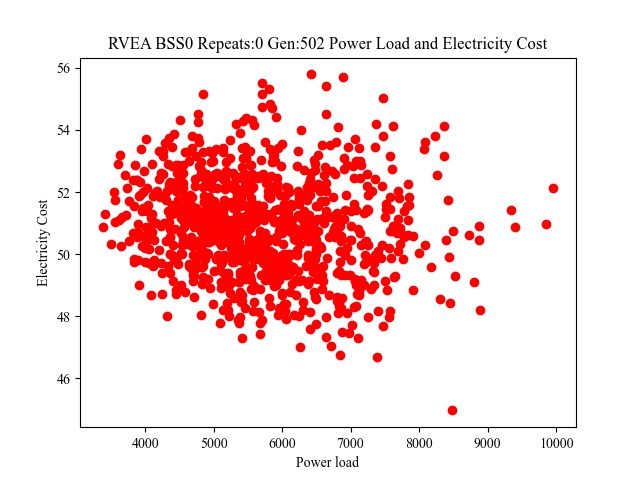 RVEA BSS0 Repeats:0 Gen:502 Power Load and Electricity Cost
56
54
52
50
48
46
Electricity Cost
4000 5000 6000 7000 8000 9000 10000
Power load